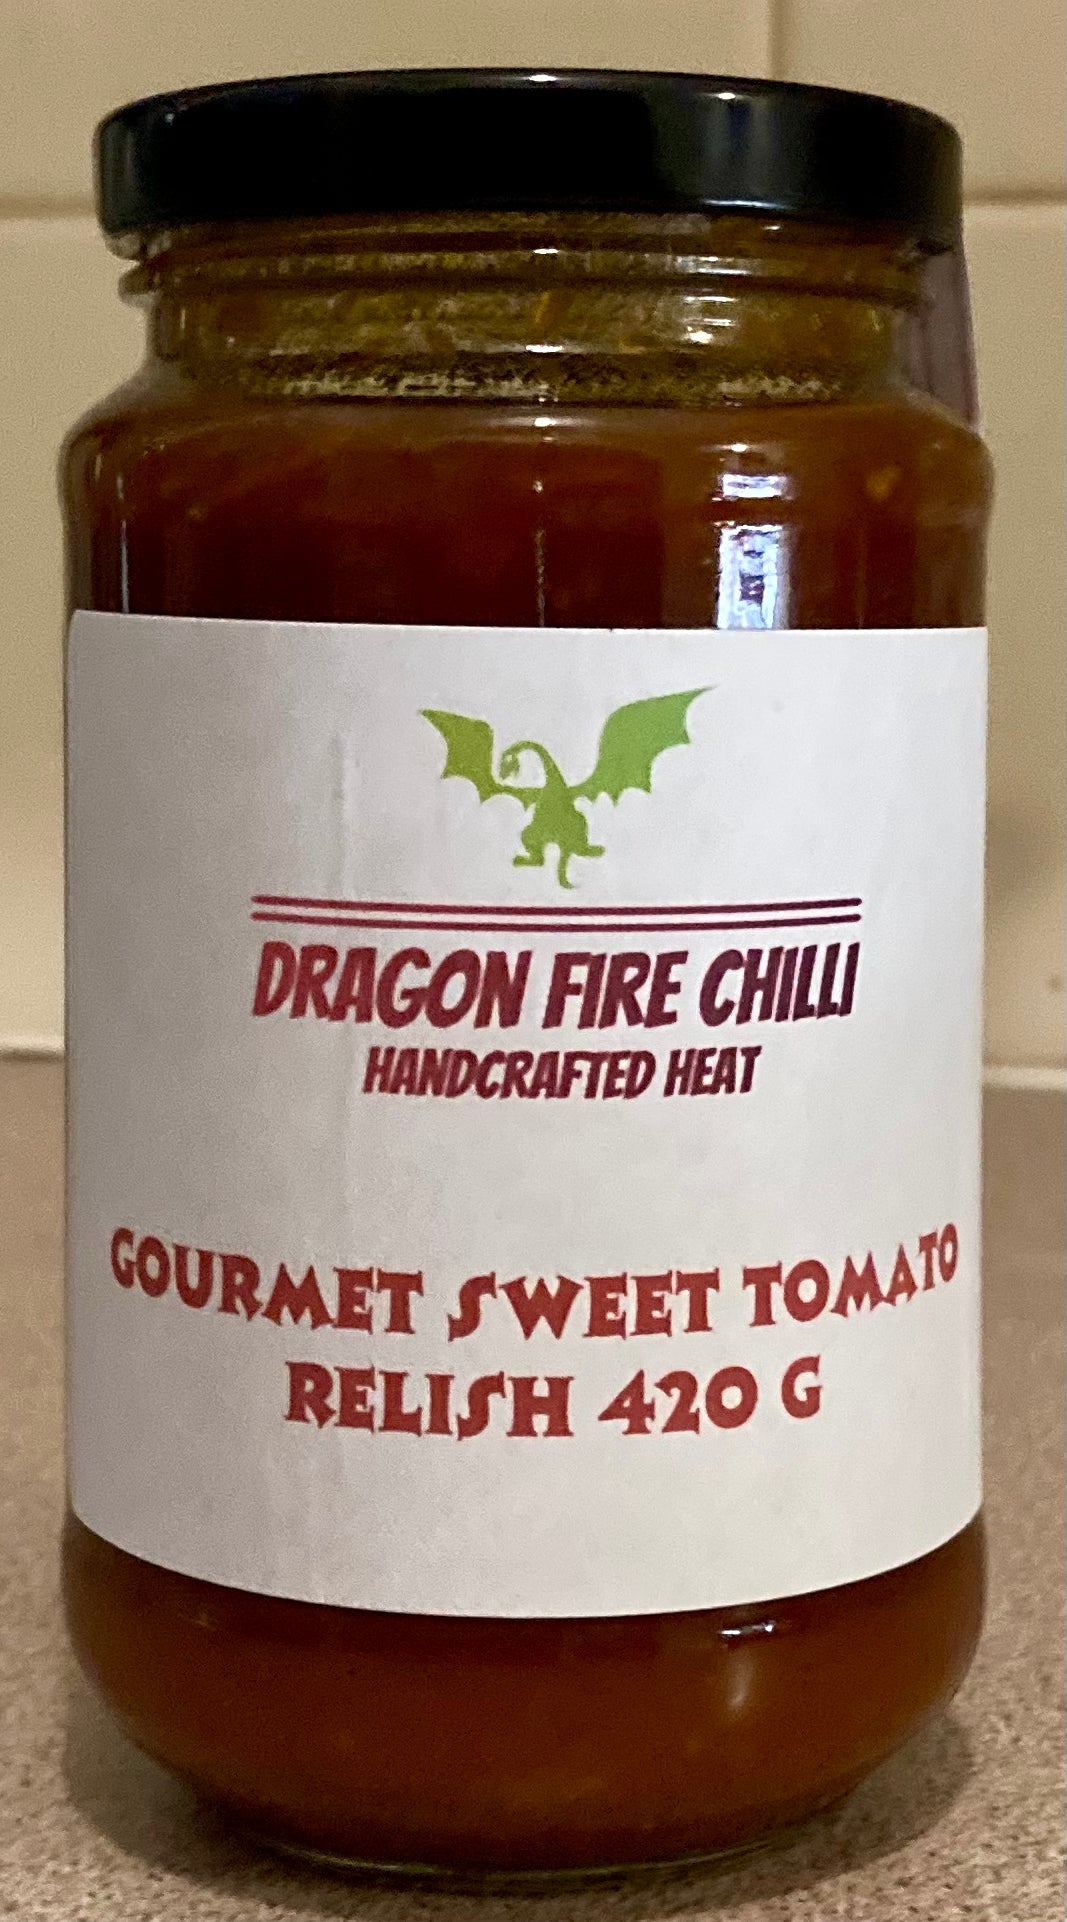 DRAGON FIRE CHILLI
HANDCRAFTED HEAT
GOURMET SWEET TOMATO
RELISH 420 G